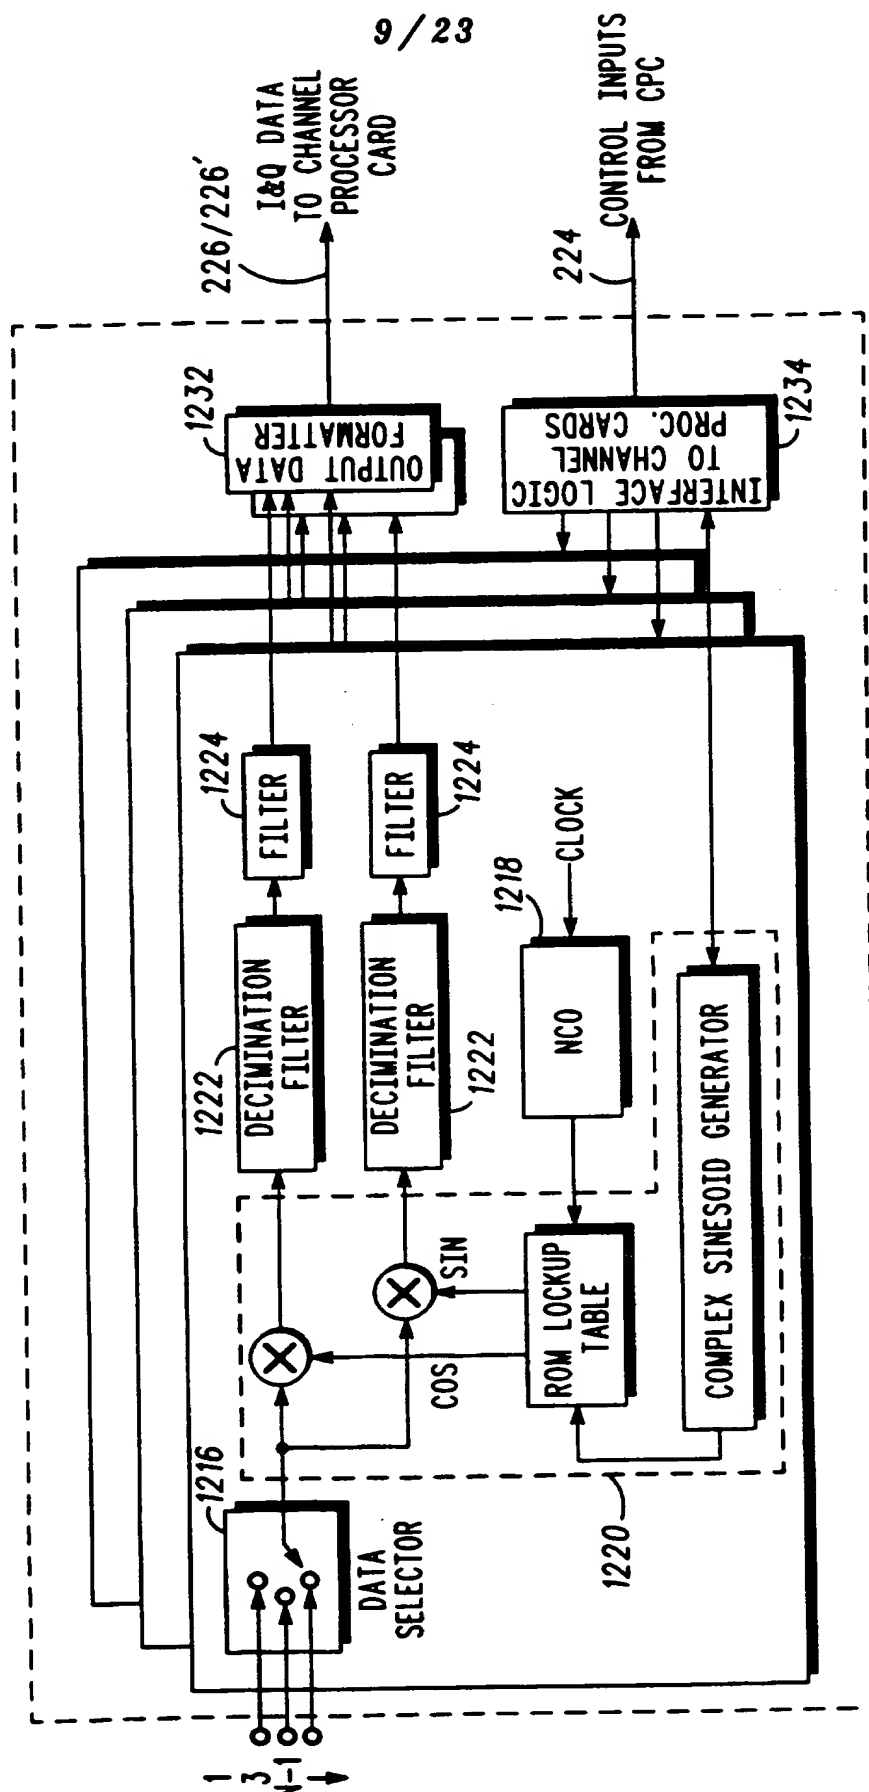 9/23
1
3
N-1
1216
DATA
SELECTOR
1220
COS
SIN
ROM LOCKUP
TABLE
COMPLEX SINESOID GENERATOR
1222
DECIMINATION
FILTER
DECIMINATION
FILTER
1222
1218
NCO
CLOCK
1224
FILTER
FILTER
1224
1232
OUTPUT DATA
FORMATTER
INTERFACE LOGIC
TO CHANNEL
PROC. CARDS
1234
226/226'
I&Q DATA
TO CHANNEL
PROCESSOR
CARD
224
CONTROL INPUTS
FROM CPC